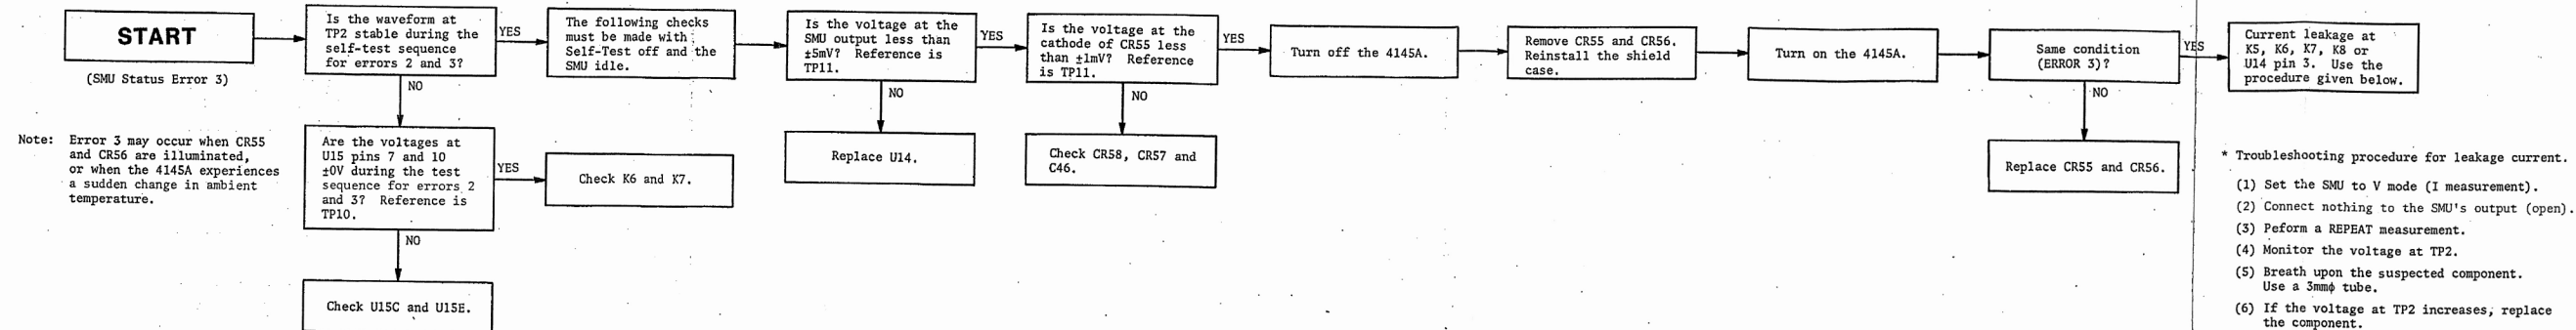 START
(SMU Status Error 3)
Note: Error 3 may occur when CR55
and CR56 are illuminated,
or when the 4145A experiences
a sudden change in ambient
temperature.
Is the waveform at
TP2 stable during the
self-test sequence
for errors 2 and 3?
YES
NO
Are the voltages at
U15 pins 7 and 10
±0V during the test
sequence for errors 2
and 3? Reference is
TP10.
YES
NO
Check K6 and K7.
Check U15C and U15E.
The following checks
must be made with
Self-Test off and the
SMU idle.
Is the voltage at the
SMU output less than
±5mV? Reference is
TP11.
YES
NO
Replace U14.
Is the voltage at the
cathode of CR55 less
than ±1mV? Reference
is TP11.
YES
NO
Check CR58, CR57 and
C46.
Turn off the 4145A.
Remove CR55 and CR56.
Reinstall the shield
case.
Turn on the 4145A.
Same condition
(ERROR 3)?
YES
NO
Replace CR55 and CR56.
Current leakage at
K5, K6, K7, K8 or
U14 pin 3. Use the
procedure given below.
* Troubleshooting procedure for leakage current.
(1) Set the SMU to V mode (I measurement).
(2) Connect nothing to the SMU's output (open).
(3) Peform a REPEAT measurement.
(4) Monitor the voltage at TP2.
(5) Breath upon the suspected component.
Use a 3mmϕ tube.
(6) If the voltage at TP2 increases, replace
the component.